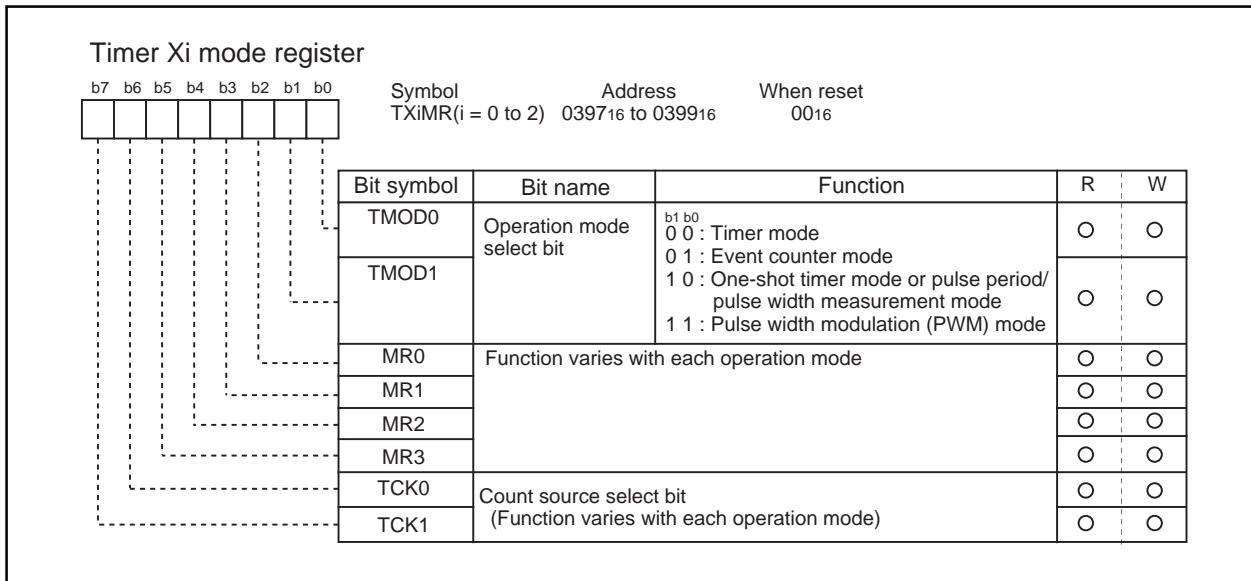 Timer Xi mode register
b7 b6 b5 b4 b3 b2 b1 b0
Symbol Address When reset
TXiMR(i = 0 to 2) 039716 to 039916 0016
Bit symbol Bit name Function R W
TMOD0 Operation mode select bit
b1 b0
0 0 : Timer mode
0 1 : Event counter mode
TMOD1
1 0 : One-shot timer mode or pulse period/
pulse width measurement mode
1 1 : Pulse width modulation (PWM) mode
MR0 Function varies with each operation mode
MR1
MR2
MR3
TCK0 Count source select bit
TCK1 (Function varies with each operation mode)